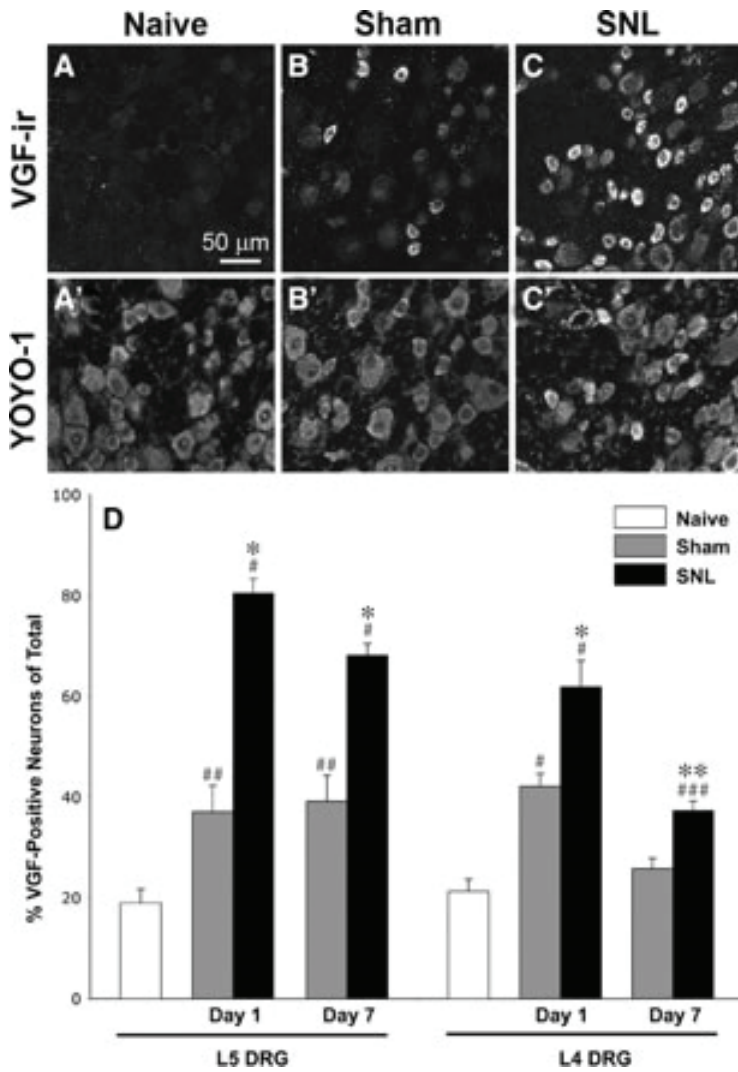 Naive Sham SNL
VGF-ir
A B C
50 µm
YOYO-1
A' B' C'
D
% VGF-Positive Neurons of Total
100
80
60
40
20
0
Naive
Sham
SNL
*
#
*
#
*
#
##
##
#
**
###
Day 1 Day 7 Day 1 Day 7
L5 DRG L4 DRG